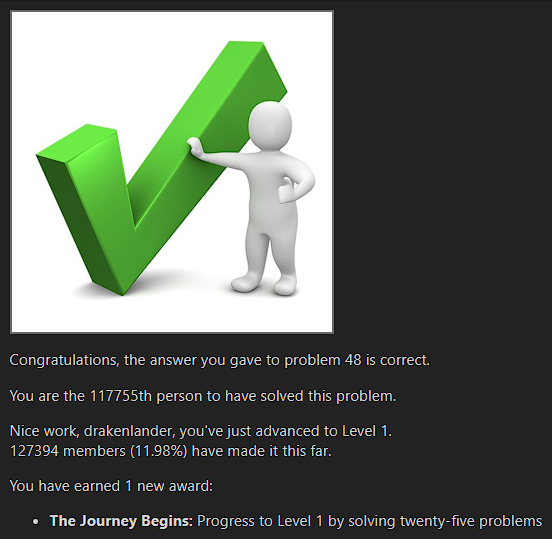 Congratulations, the answer you gave to problem 48 is correct.
You are the 117755th person to have solved this problem.
Nice work, drakenlander, you've just advanced to Level 1.
127394 members (11.98%) have made it this far.
You have earned 1 new award:
• The Journey Begins: Progress to Level 1 by solving twenty-five problems